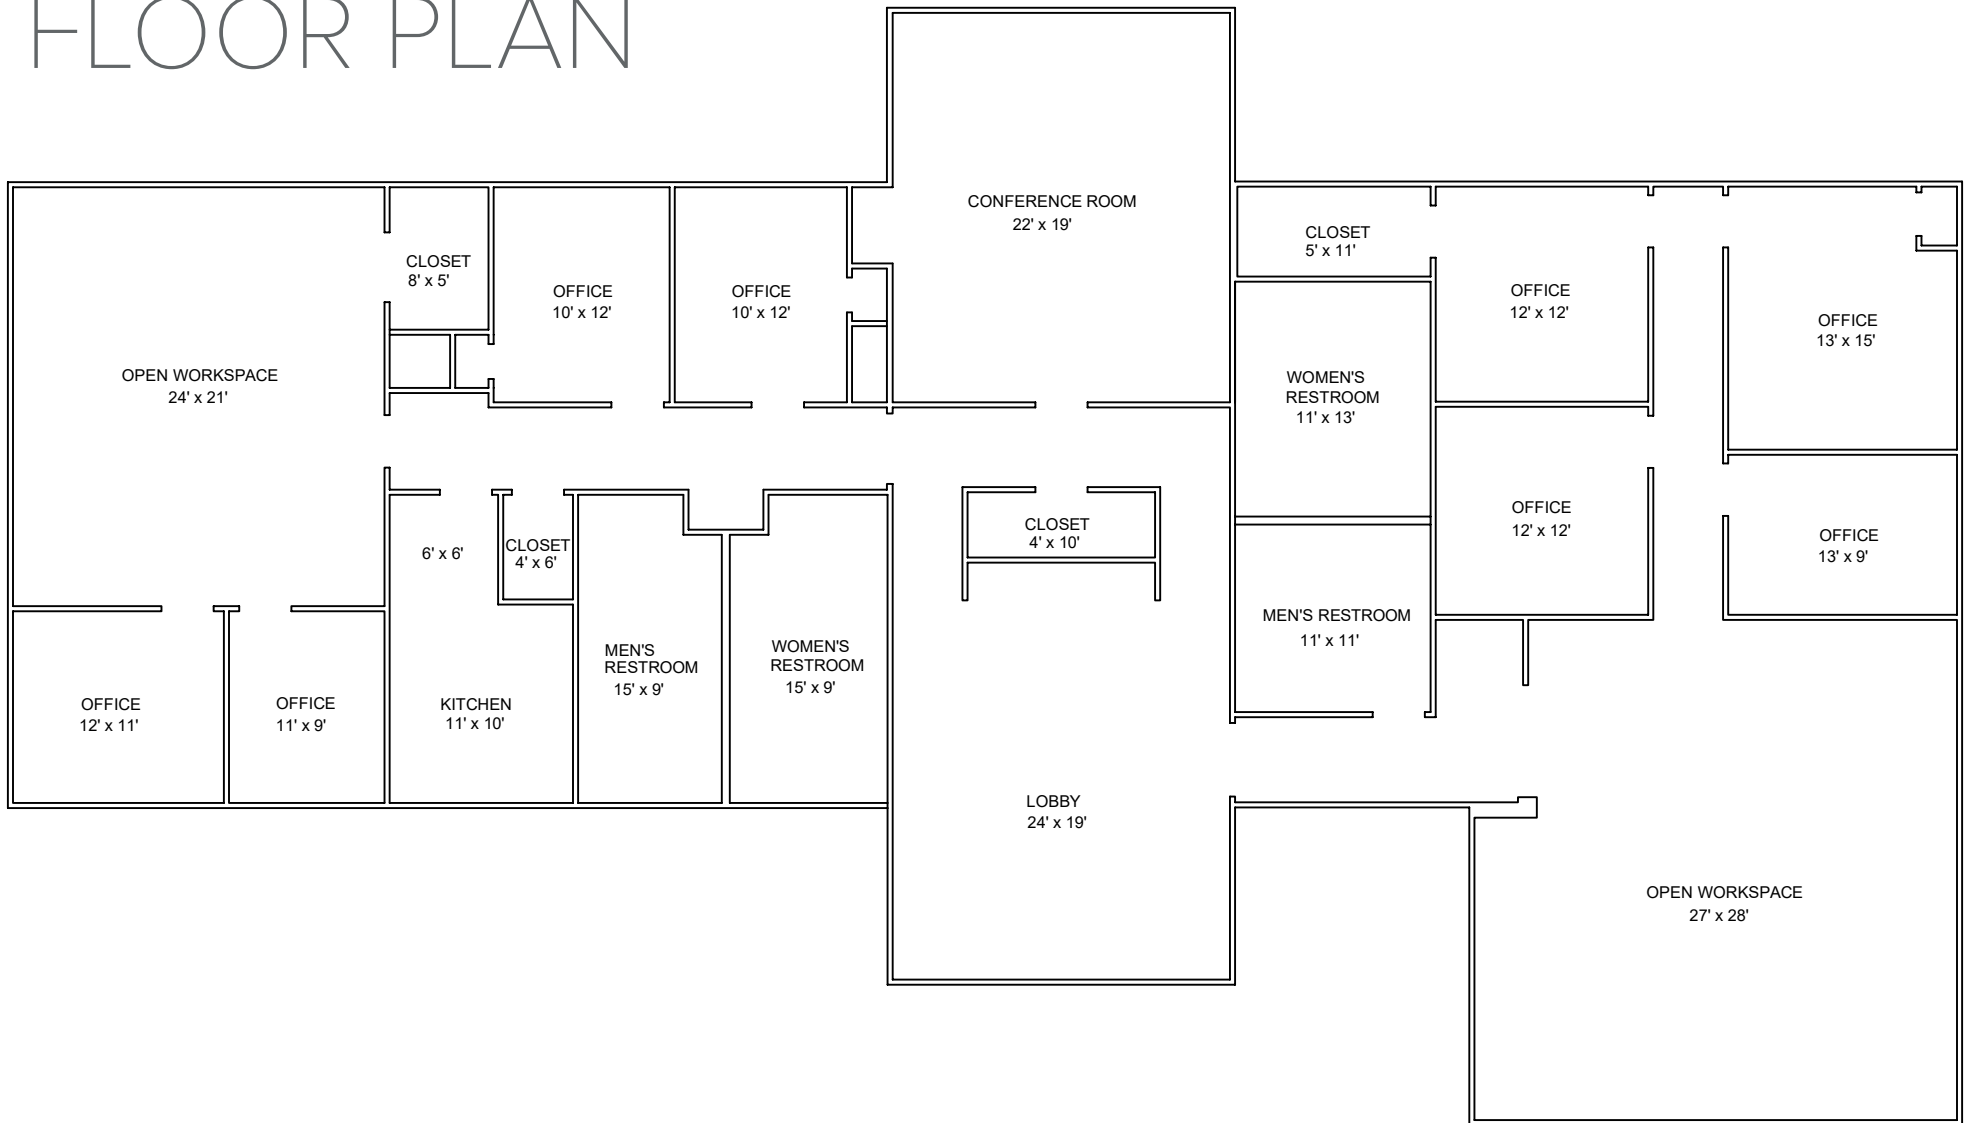 FLOOR PLAN
CONFERENCE ROOM
22' x 19'
CLOSET
5' x 11'
CLOSET
8' x 5'
OFFICE
10' x 12'
OFFICE
10' x 12'
OFFICE
12' x 12'
OFFICE
13' x 15'
OPEN WORKSPACE
24' x 21'
WOMEN'S
RESTROOM
11' x 13'
OFFICE
12' x 12'
CLOSET
4' x 10'
OFFICE
13' x 9'
6' x 6'
CLOSET
4' x 6'
MEN'S RESTROOM
11' x 11'
MEN'S
RESTROOM
15' x 9'
WOMEN'S
RESTROOM
15' x 9'
OFFICE
12' x 11'
OFFICE
11' x 9'
KITCHEN
11' x 10'
LOBBY
24' x 19'
OPEN WORKSPACE
27' x 28'